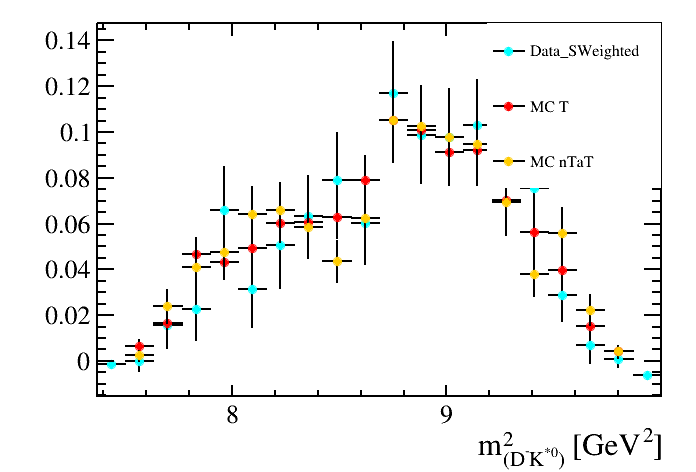 0.14
0.12
0.1
0.08
0.06
0.04
0.02
0
Data_SWeighted
MC T
MC nTaT
8 9
m²(D⁻K*⁰) [GeV²]